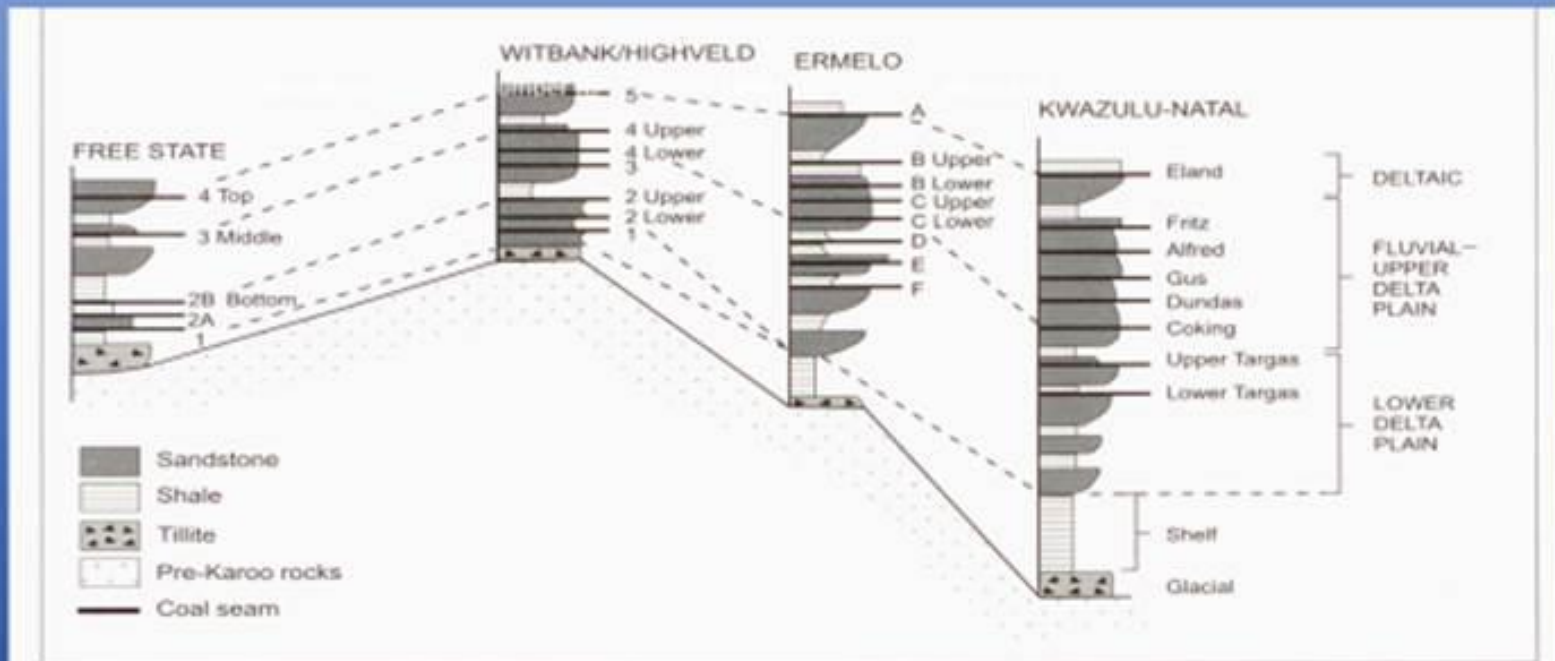 WITBANK/HIGHVELD
ERMELO
KWAZULU-NATAL
FREE STATE
4 Top
3 Middle
2B Bottom
2A
1
5
4 Upper
4 Lower
3
2 Upper
2 Lower
1
A
B Upper
B Lower
C Upper
C Lower
D
E
F
Eland
Fritz
Alfred
Gus
Dundas
Coking
Upper Targas
Lower Targas
Shelf
Glacial
DELTAIC
FLUVIAL–
UPPER
DELTA
PLAIN
LOWER
DELTA
PLAIN
Sandstone
Shale
Tillite
Pre-Karoo rocks
Coal seam